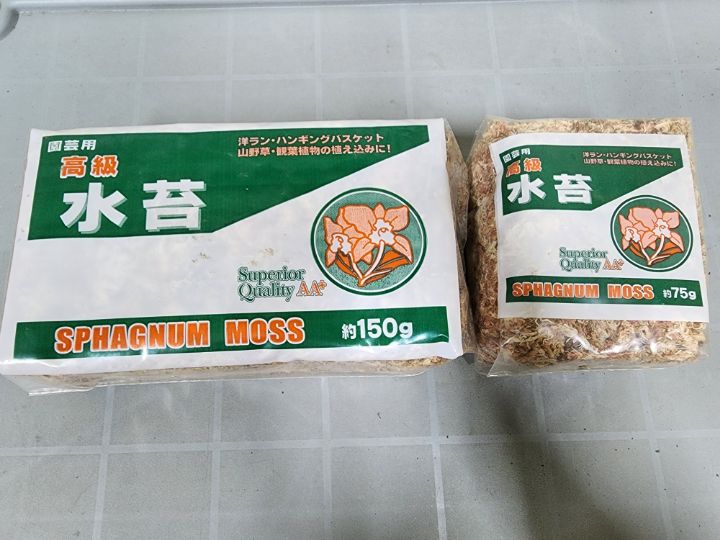 園芸用
高級
水苔
洋ラン・ハンギングバスケット
山野草・観葉植物の植え込みに!
Superior
Quality AA+
SPHAGNUM MOSS
約150g
園芸用
高級
水苔
洋ラン・ハンギングバスケット
山野草・観葉植物の植え込みに!
Superior
Quality AA+
SPHAGNUM MOSS
約75g